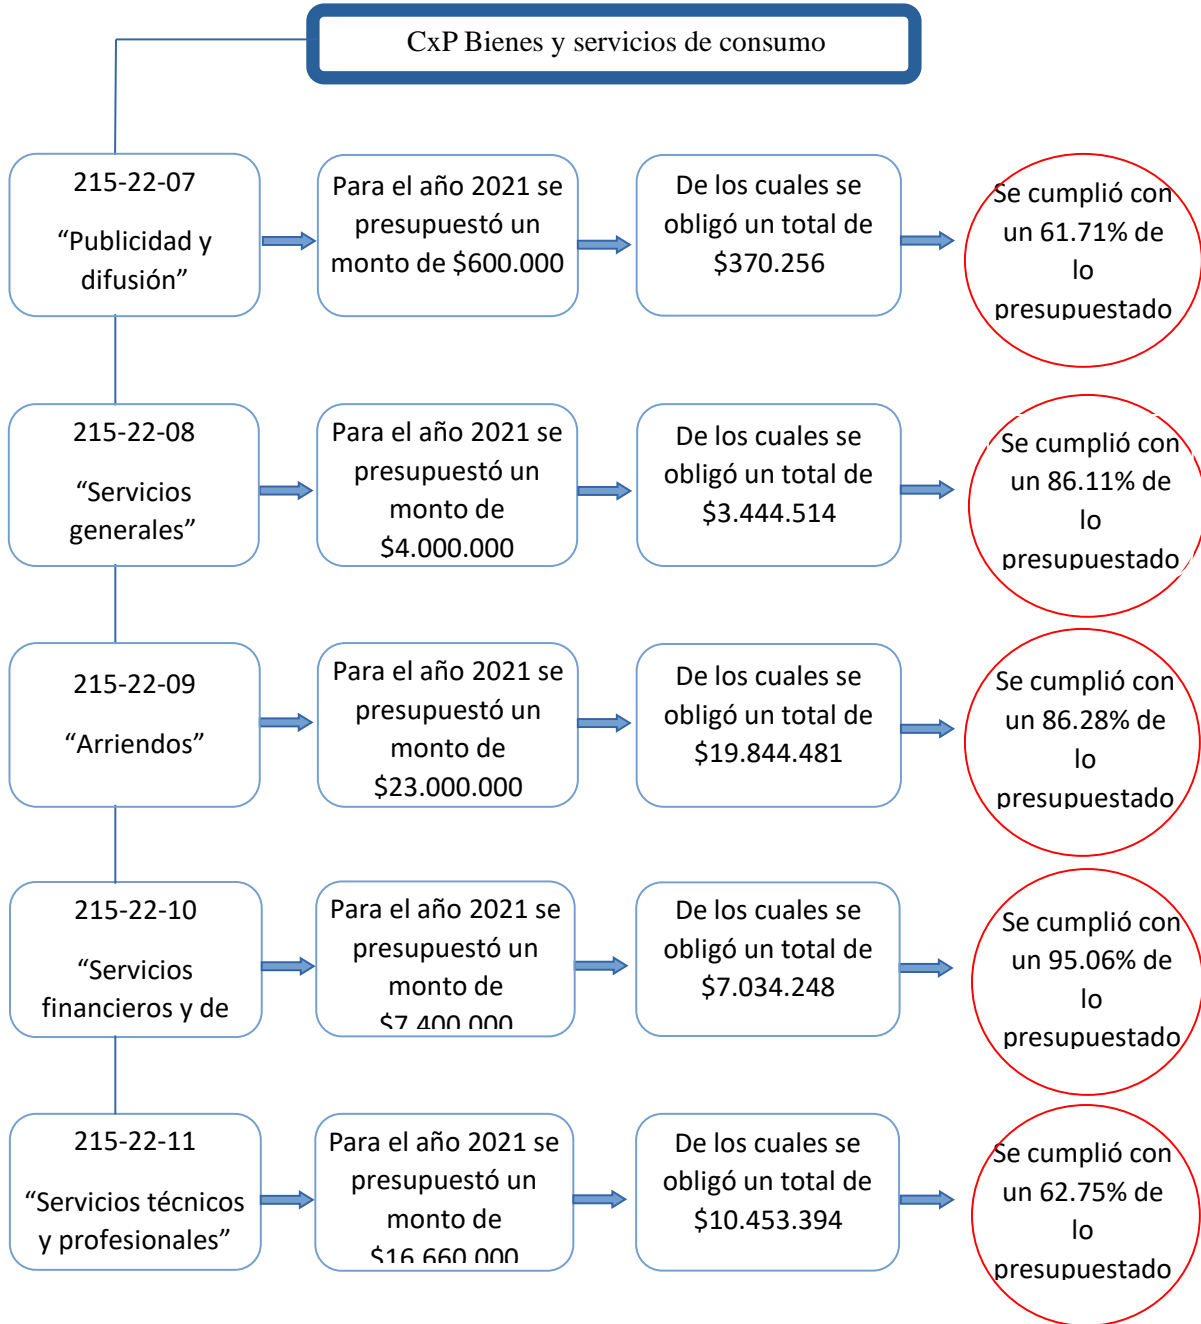 CxP Bienes y servicios de consumo
215-22-07
“Publicidad y
difusión”
Para el año 2021 se
presupuestó un
monto de $600.000
De los cuales se
obligó un total de
$370.256
Se cumplió con
un 61.71% de
lo
presupuestado
215-22-08
“Servicios
generales”
Para el año 2021 se
presupuestó un
monto de
$4.000.000
De los cuales se
obligó un total de
$3.444.514
Se cumplió con
un 86.11% de
lo
presupuestado
215-22-09
“Arriendos”
Para el año 2021 se
presupuestó un
monto de
$23.000.000
De los cuales se
obligó un total de
$19.844.481
Se cumplió con
un 86.28% de
lo
presupuestado
215-22-10
“Servicios
financieros y de
Para el año 2021 se
presupuestó un
monto de
$7.400.000
De los cuales se
obligó un total de
$7.034.248
Se cumplió con
un 95.06% de
lo
presupuestado
215-22-11
“Servicios técnicos
y profesionales”
Para el año 2021 se
presupuestó un
monto de
$16.660.000
De los cuales se
obligó un total de
$10.453.394
Se cumplió con
un 62.75% de
lo
presupuestado